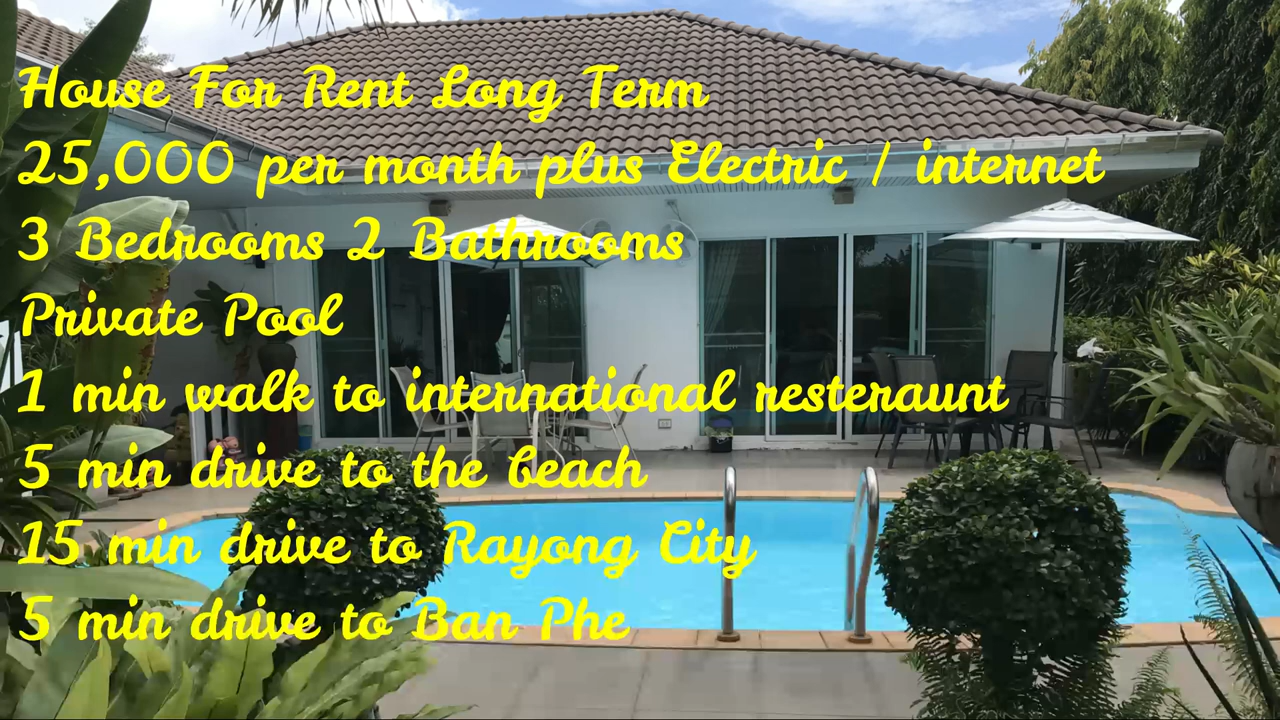 House For Rent Long Term
25,000 per month plus Electric / internet
3 Bedrooms 2 Bathrooms
Private Pool
1 min walk to international resteraunt
5 min drive to the beach
15 min drive to Rayong City
5 min drive to Ban Phe